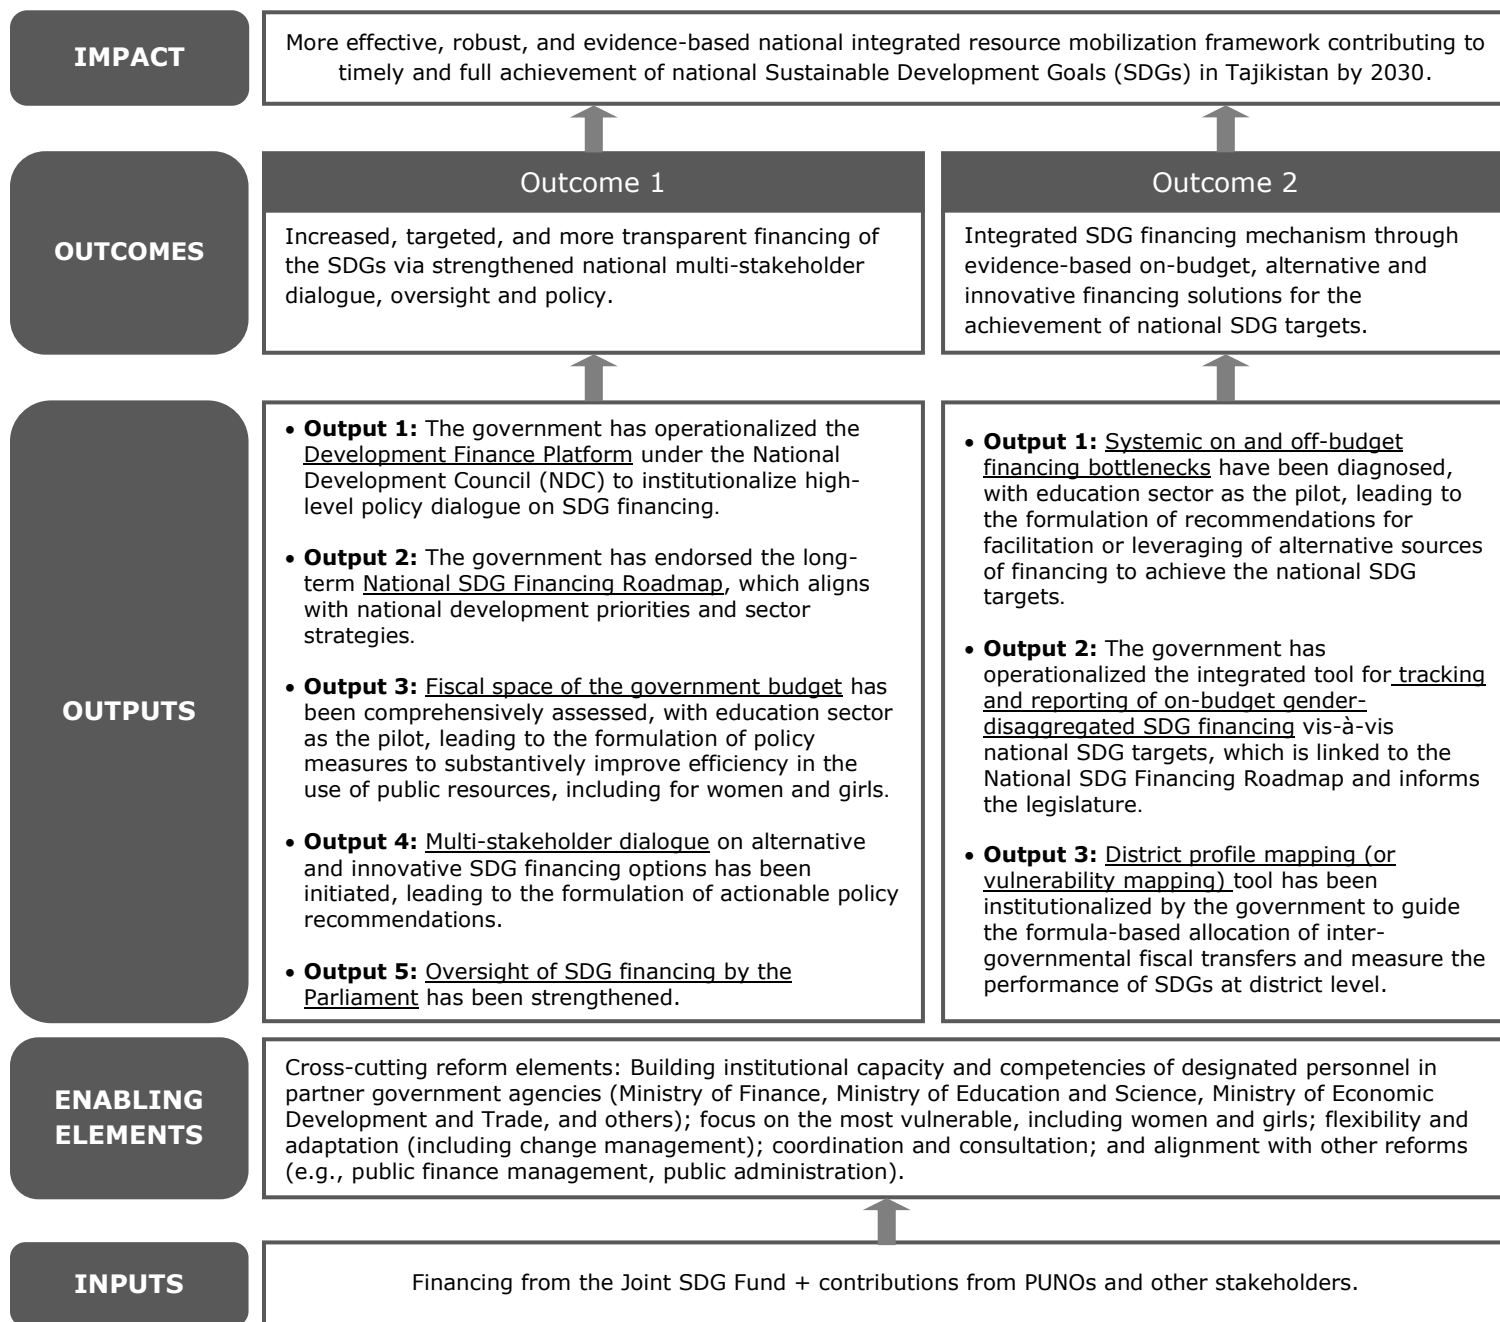 IMPACT
More effective, robust, and evidence-based national integrated resource mobilization framework contributing to
timely and full achievement of national Sustainable Development Goals (SDGs) in Tajikistan by 2030.
OUTCOMES
Outcome 1
Increased, targeted, and more transparent financing of
the SDGs via strengthened national multi-stakeholder
dialogue, oversight and policy.
Outcome 2
Integrated SDG financing mechanism through
evidence-based on-budget, alternative and
innovative financing solutions for the
achievement of national SDG targets.
OUTPUTS
• Output 1: The government has operationalized the
Development Finance Platform under the National
Development Council (NDC) to institutionalize high-
level policy dialogue on SDG financing.
• Output 2: The government has endorsed the long-
term National SDG Financing Roadmap, which aligns
with national development priorities and sector
strategies.
• Output 3: Fiscal space of the government budget has
been comprehensively assessed, with education sector
as the pilot, leading to the formulation of policy
measures to substantively improve efficiency in the
use of public resources, including for women and girls.
• Output 4: Multi-stakeholder dialogue on alternative
and innovative SDG financing options has been
initiated, leading to the formulation of actionable policy
recommendations.
• Output 5: Oversight of SDG financing by the
Parliament has been strengthened.
• Output 1: Systemic on and off-budget
financing bottlenecks have been diagnosed,
with education sector as the pilot, leading to
the formulation of recommendations for
facilitation or leveraging of alternative sources
of financing to achieve the national SDG
targets.
• Output 2: The government has
operationalized the integrated tool for tracking
and reporting of on-budget gender-
disaggregated SDG financing vis-à-vis
national SDG targets, which is linked to the
National SDG Financing Roadmap and informs
the legislature.
• Output 3: District profile mapping (or
vulnerability mapping) tool has been
institutionalized by the government to guide
the formula-based allocation of inter-
governmental fiscal transfers and measure the
performance of SDGs at district level.
ENABLING
ELEMENTS
Cross-cutting reform elements: Building institutional capacity and competencies of designated personnel in
partner government agencies (Ministry of Finance, Ministry of Education and Science, Ministry of Economic
Development and Trade, and others); focus on the most vulnerable, including women and girls; flexibility and
adaptation (including change management); coordination and consultation; and alignment with other reforms
(e.g., public finance management, public administration).
INPUTS
Financing from the Joint SDG Fund + contributions from PUNOs and other stakeholders.